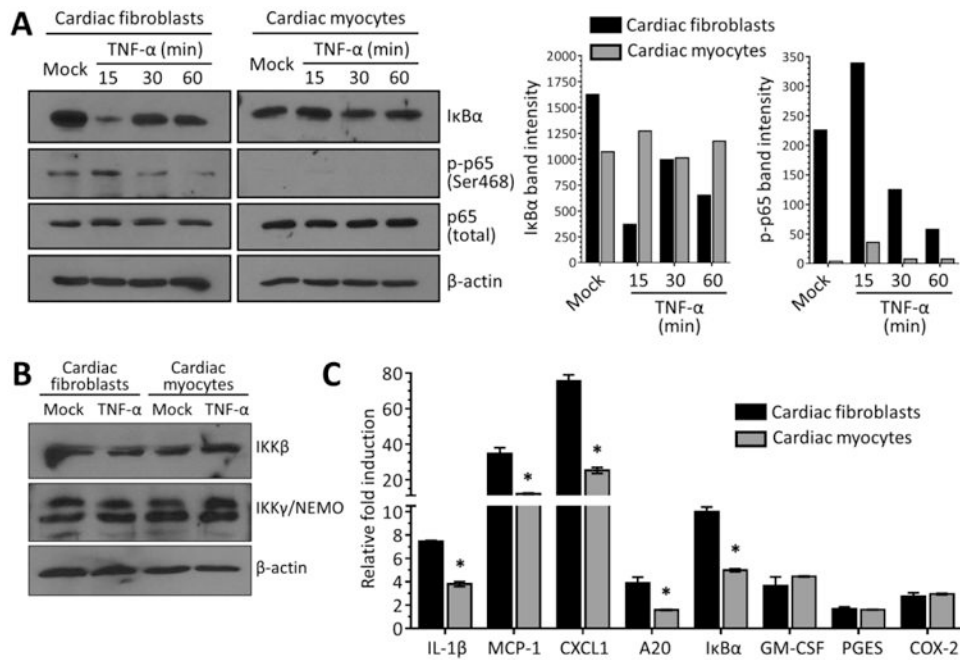 A
Cardiac fibroblasts
Cardiac myocytes
Mock
TNF-α (min)
15 30 60
Mock
TNF-α (min)
15 30 60
IκBα
p-p65
(Ser468)
p65
(total)
β-actin
Cardiac fibroblasts
Cardiac myocytes
IκBα band intensity
2000
1750
1500
1250
1000
750
500
250
0
Mock 15 30 60
TNF-α
(min)
p-p65 band intensity
350
300
250
200
150
100
50
0
Mock 15 30 60
TNF-α
(min)
B
Cardiac
fibroblasts
Cardiac
myocytes
Mock TNF-α Mock TNF-α
IKKβ
IKKγ/NEMO
β-actin
C
Cardiac fibroblasts
Cardiac myocytes
Relative fold induction
80
60
40
20
10
8
6
4
2
0
* * * * *
IL-1β MCP-1 CXCL1 A20 IκBα GM-CSF PGES COX-2